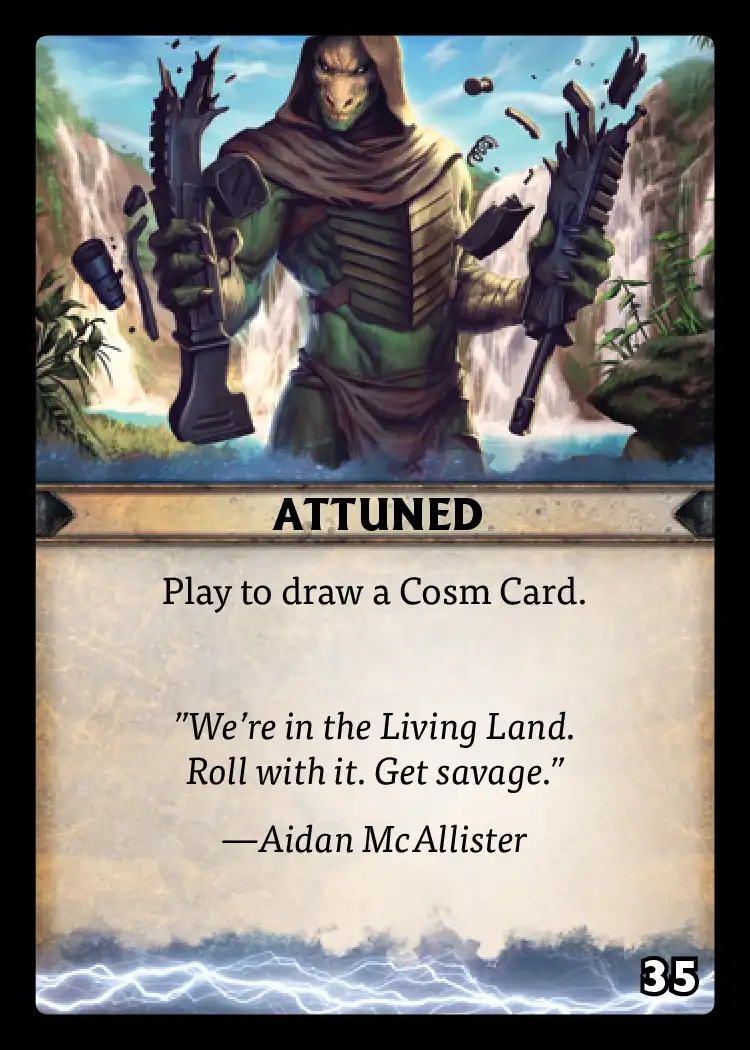 ATTUNED
Play to draw a Cosm Card.
”We’re in the Living Land.
Roll with it. Get savage.”
—Aidan McAllister
35